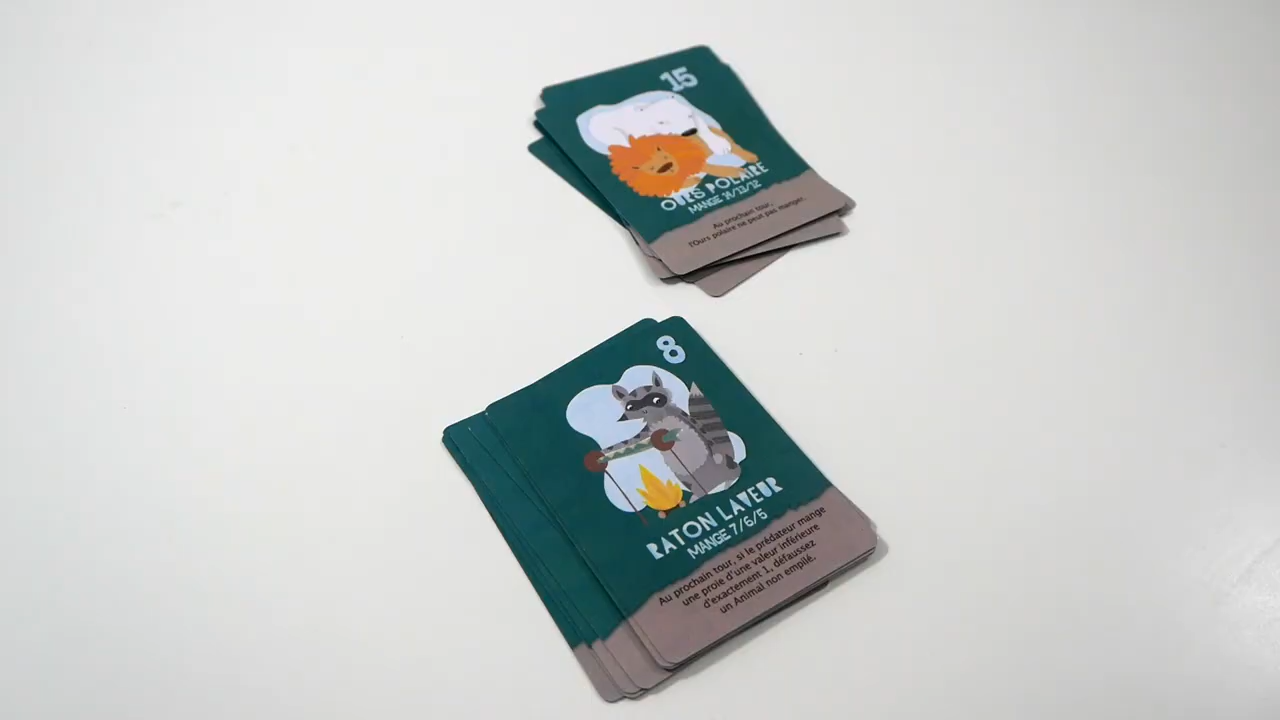 15
OURS POLAIRE
MANGE 14/13/12
Au prochain tour,
l'Ours polaire ne peut pas manger.
8
RATON LAVEUR
MANGE 7/6/5
Au prochain tour, si le prédateur mange
une proie d'une valeur inférieure
d'exactement 1, défaussez
un Animal non empilé.